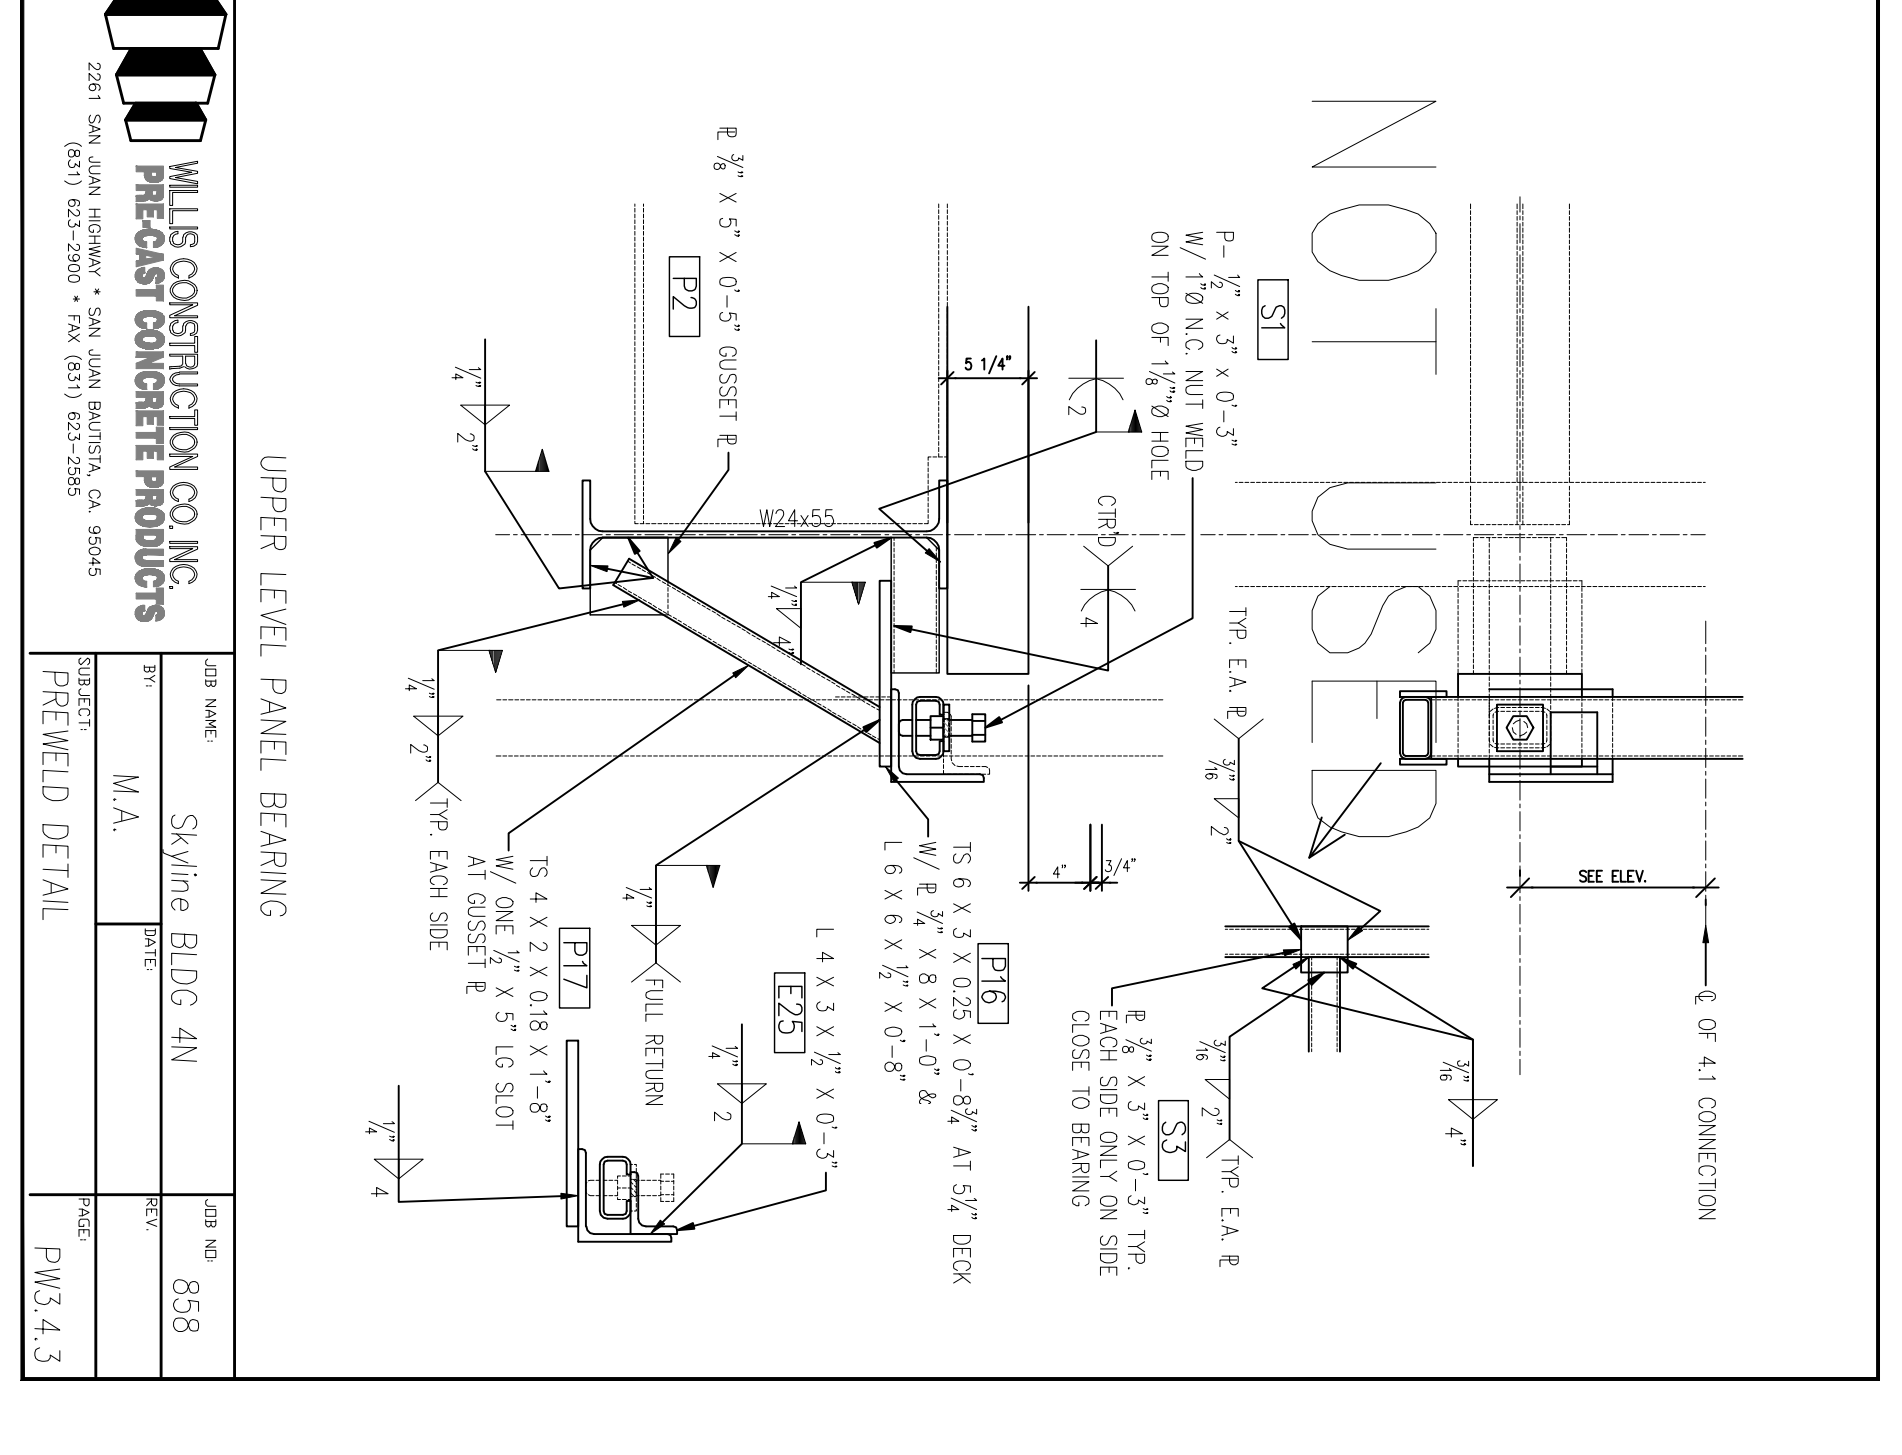 DESIGN
℄ OF 4.1 CONNECTION
SEE ELEV.
S1
P- 1/2" x 3" x 0'-3"
W/ 1"Ø N.C. NUT WELD
ON TOP OF 1 1/8"Ø HOLE
TYP. E.A. ℙL
3/16" 2"
3/16" 4"
3/16" 2" TYP. E.A. ℙL
S3
ℙL 3/8" X 3" X 0'-3" TYP.
EACH SIDE ONLY ON SIDE
CLOSE TO BEARING
2
CTR'D
4
5 1/4"
4"
3/4"
P16
TS 6 X 3 X 0.25 X 0'-8 3/4" AT 5 1/4" DECK
W/ ℙL 3/4" X 8 X 1'-0" &
L 6 X 6 X 1/2" X 0'-8"
W24x55
1/4" 4"
L 4 X 3 X 1/2" X 0'-3"
E25
ℙL 3/8" X 5" X 0'-5" GUSSET ℙL
P2
1/4" 2
1/4" FULL RETURN
P17
TS 4 X 2 X 0.18 X 1'-8"
W/ ONE 1/2" X 5" LG SLOT
AT GUSSET ℙL
1/4" 2"
1/4" 2" TYP. EACH SIDE
1/4" 4
UPPER LEVEL PANEL BEARING
WILLIS CONSTRUCTION CO. INC.
PRE-CAST CONCRETE PRODUCTS
2261 SAN JUAN HIGHWAY * SAN JUAN BAUTISTA, CA. 95045
(831) 623-2900 * FAX (831) 623-2585
JOB NAME:
Skyline BLDG 4N
JOB NO:
858
BY:
M.A.
DATE:
REV.
SUBJECT:
PREWELD DETAIL
PAGE:
PW3.4.3